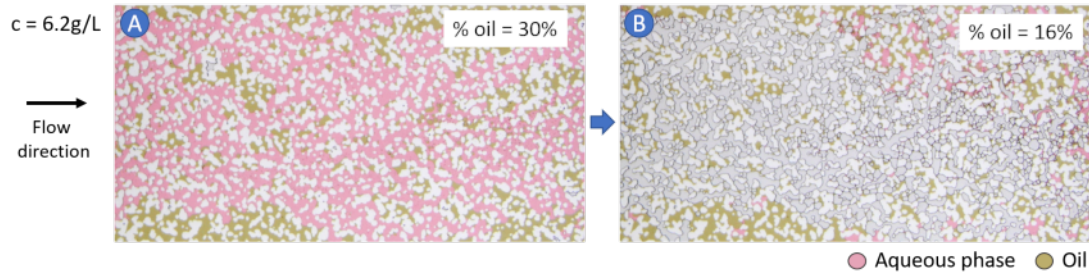 c = 6.2g/L
A
% oil = 30%
B
% oil = 16%
Flow
direction
Aqueous phase
Oil